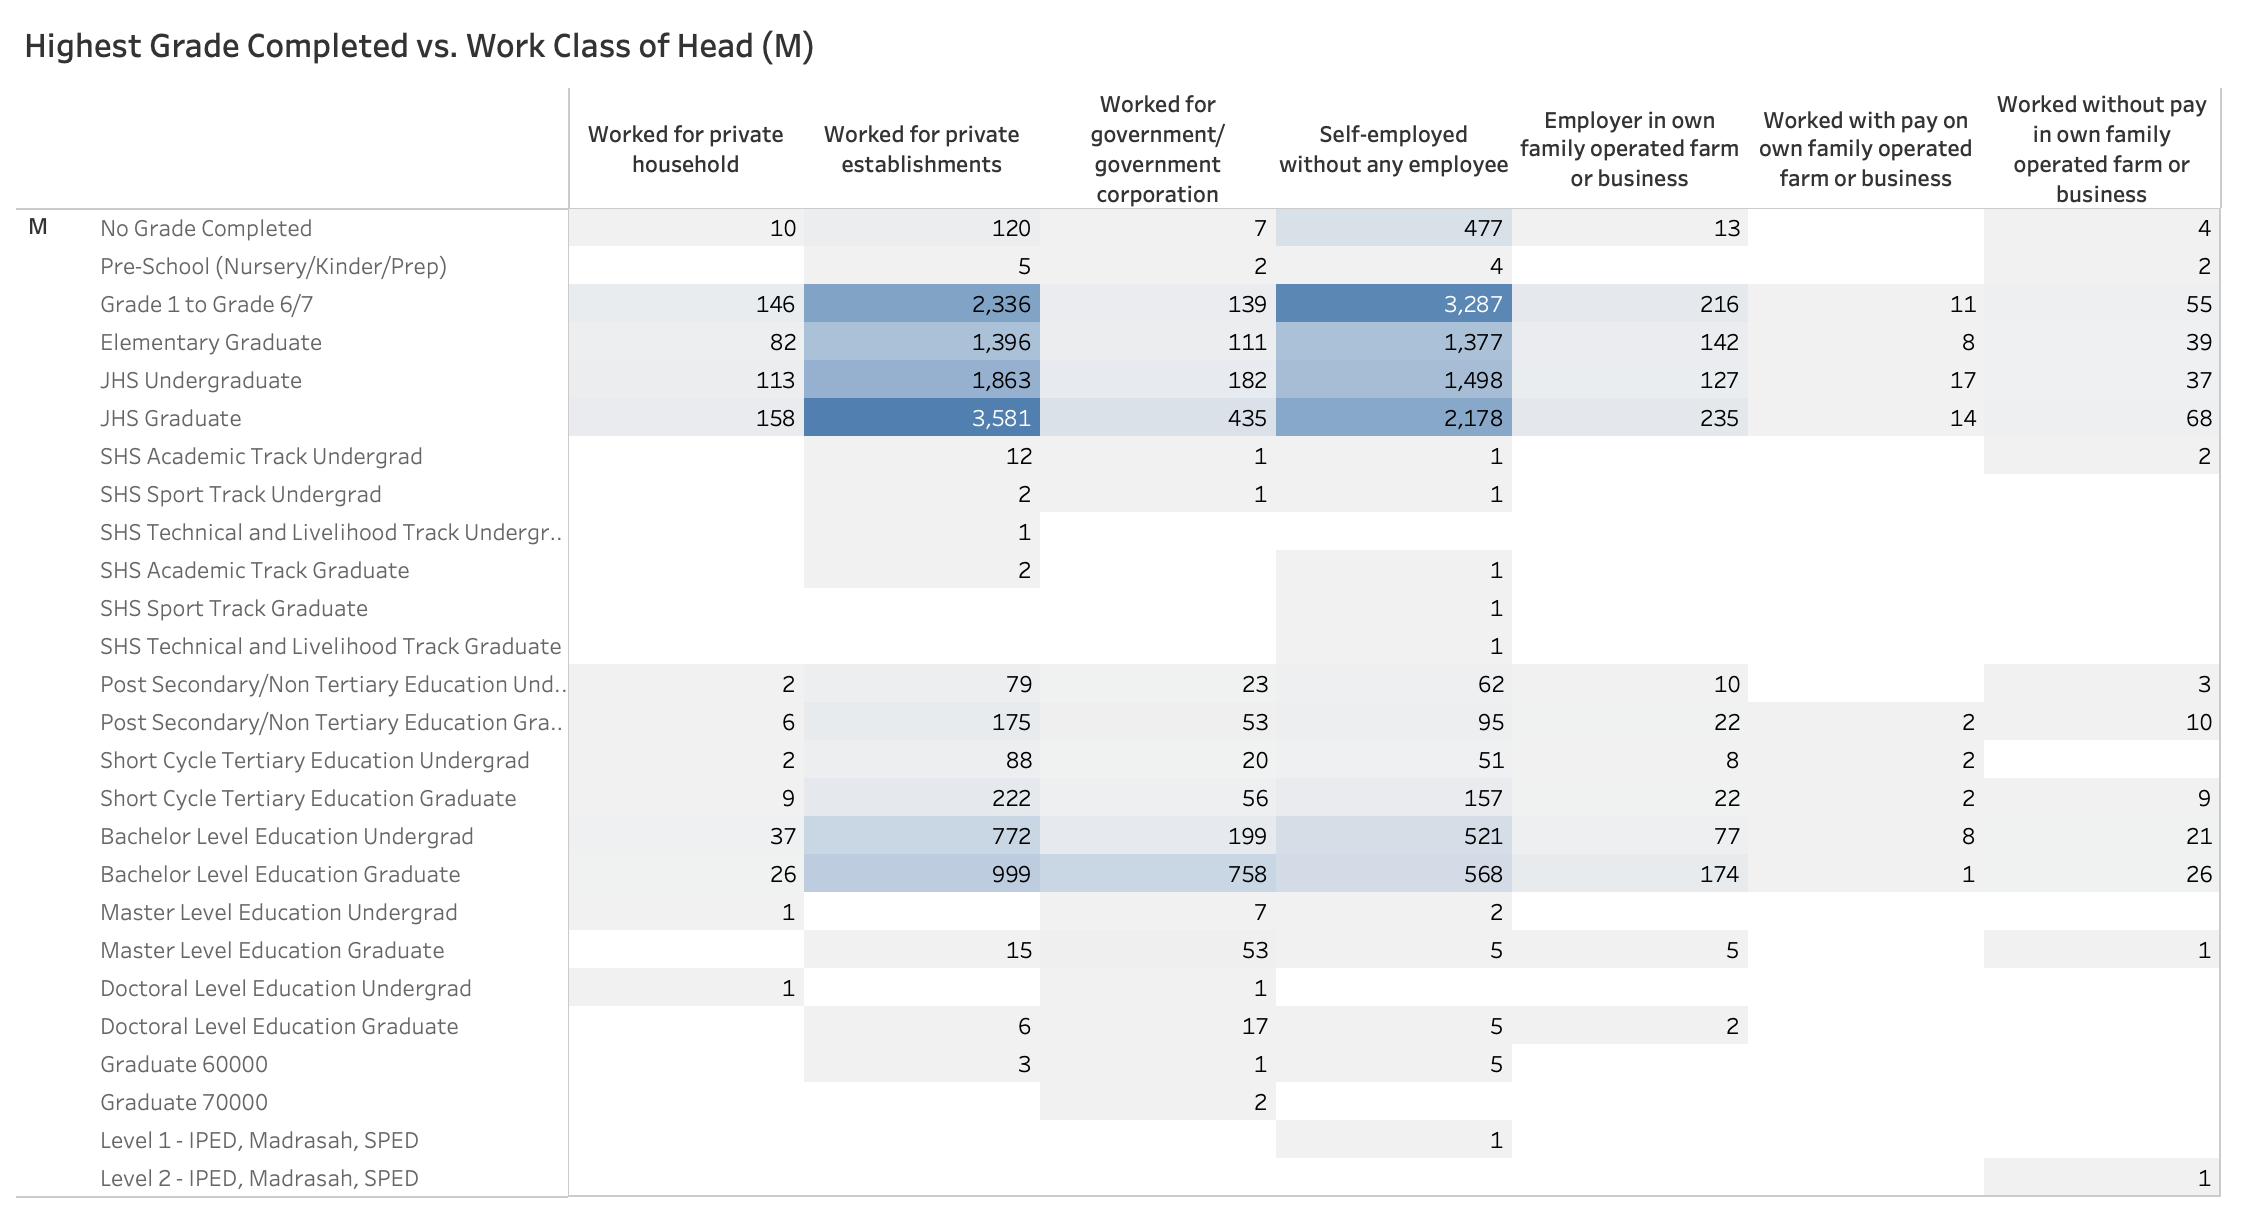 Highest Grade Completed vs. Work Class of Head (M)
Worked for private household
Worked for private establishments
Worked for government/ government corporation
Self-employed without any employee
Employer in own family operated farm or business
Worked with pay on own family operated farm or business
Worked without pay in own family operated farm or business
M No Grade Completed 10 120 7 477 13 4
Pre-School (Nursery/Kinder/Prep) 5 2 4 2
Grade 1 to Grade 6/7 146 2,336 139 3,287 216 11 55
Elementary Graduate 82 1,396 111 1,377 142 8 39
JHS Undergraduate 113 1,863 182 1,498 127 17 37
JHS Graduate 158 3,581 435 2,178 235 14 68
SHS Academic Track Undergrad 12 1 1 2
SHS Sport Track Undergrad 2 1 1
SHS Technical and Livelihood Track Undergr.. 1
SHS Academic Track Graduate 2 1
SHS Sport Track Graduate 1
SHS Technical and Livelihood Track Graduate 1
Post Secondary/Non Tertiary Education Und.. 2 79 23 62 10 3
Post Secondary/Non Tertiary Education Gra.. 6 175 53 95 22 2 10
Short Cycle Tertiary Education Undergrad 2 88 20 51 8 2
Short Cycle Tertiary Education Graduate 9 222 56 157 22 2 9
Bachelor Level Education Undergrad 37 772 199 521 77 8 21
Bachelor Level Education Graduate 26 999 758 568 174 1 26
Master Level Education Undergrad 1 7 2
Master Level Education Graduate 15 53 5 5 1
Doctoral Level Education Undergrad 1 1
Doctoral Level Education Graduate 6 17 5 2
Graduate 60000 3 1 5
Graduate 70000 2
Level 1 - IPED, Madrasah, SPED 1
Level 2 - IPED, Madrasah, SPED 1